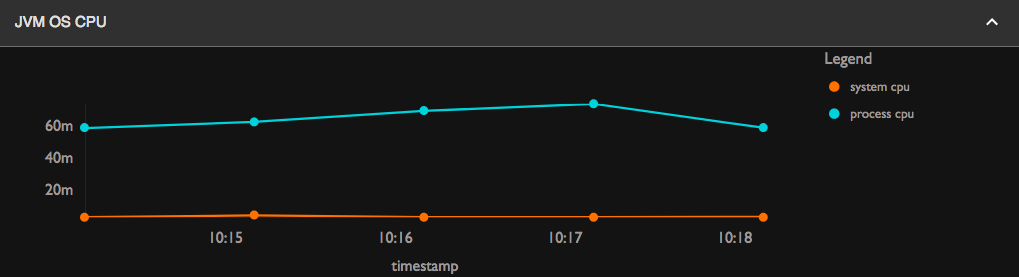 JVM OS CPU
Legend
system cpu
process cpu
60m
40m
20m
10:15 10:16 10:17 10:18
timestamp